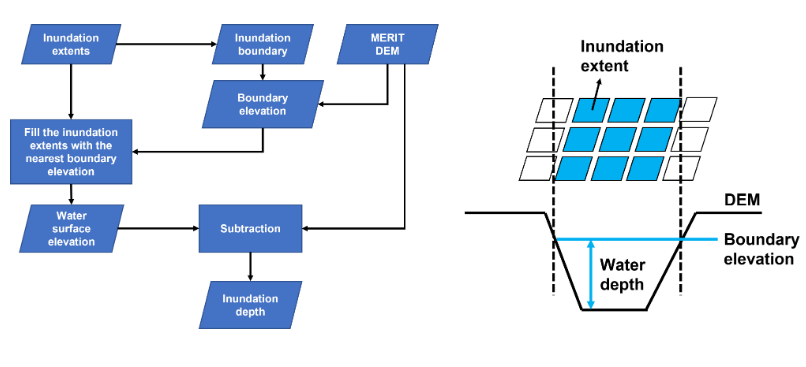 Inundation
extents
Inundation
boundary
MERIT
DEM
Boundary
elevation
Fill the inundation
extents with the
nearest boundary
elevation
Water
surface
elevation
Subtraction
Inundation
depth
Inundation
extent
DEM
Boundary
elevation
Water
depth